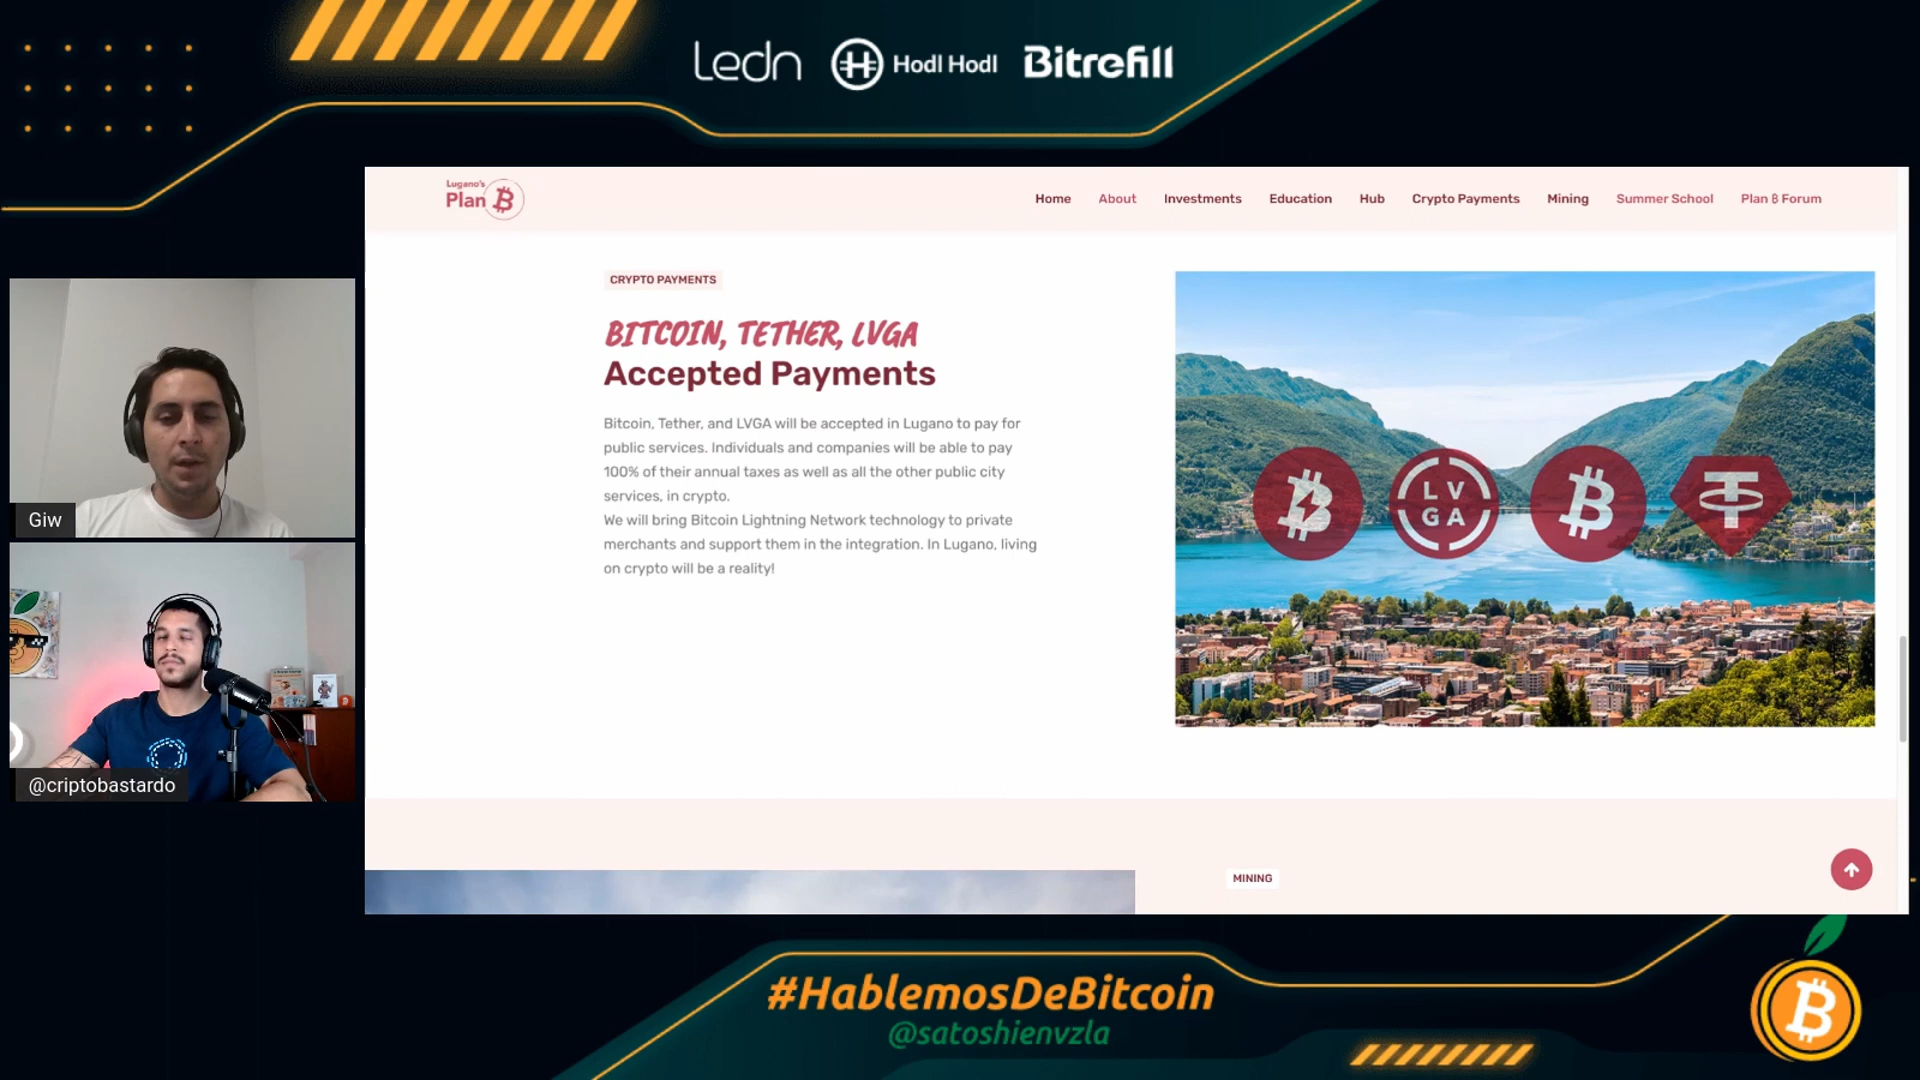 Ledn
Hodl Hodl
Bitrefill
Lugano's
Plan ₿
Home
About
Investments
Education
Hub
Crypto Payments
Mining
Summer School
Plan ₿ Forum
Giw
@criptobastardo
CRYPTO PAYMENTS
BITCOIN, TETHER, LVGA
Accepted Payments
Bitcoin, Tether, and LVGA will be accepted in Lugano to pay for
public services. Individuals and companies will be able to pay
100% of their annual taxes as well as all the other public city
services, in crypto.
We will bring Bitcoin Lightning Network technology to private
merchants and support them in the integration. In Lugano, living
on crypto will be a reality!
LV
GA
MINING
#HablemosDeBitcoin
@satoshienvzla